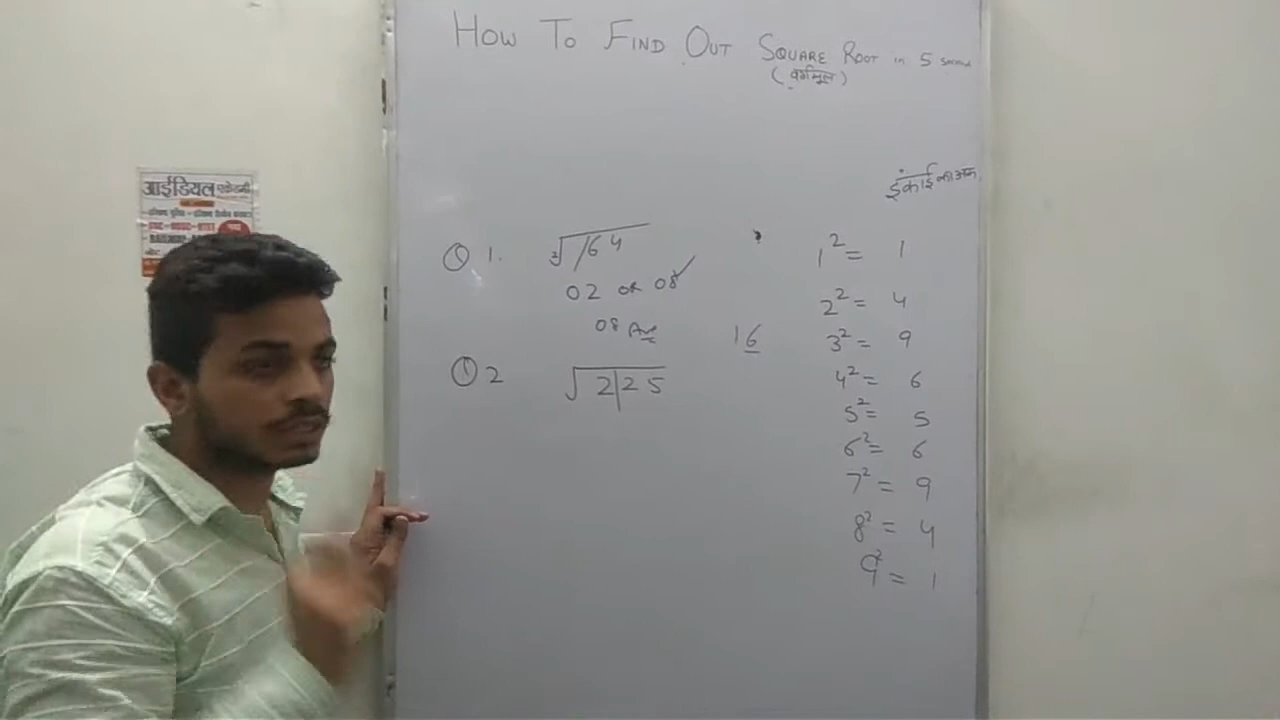 HOW TO FIND OUT SQUARE ROOT in 5 second
(वर्गमूल)
इकाई का अंक
आईडियल एकेडमी
Q 1. ²√/64
02 or 08 ✓
08 Ans
16
Q 2 √2|25
1² = 1
2² = 4
3² = 9
4² = 6
5² = 5
6² = 6
7² = 9
8² = 4
9² = 1